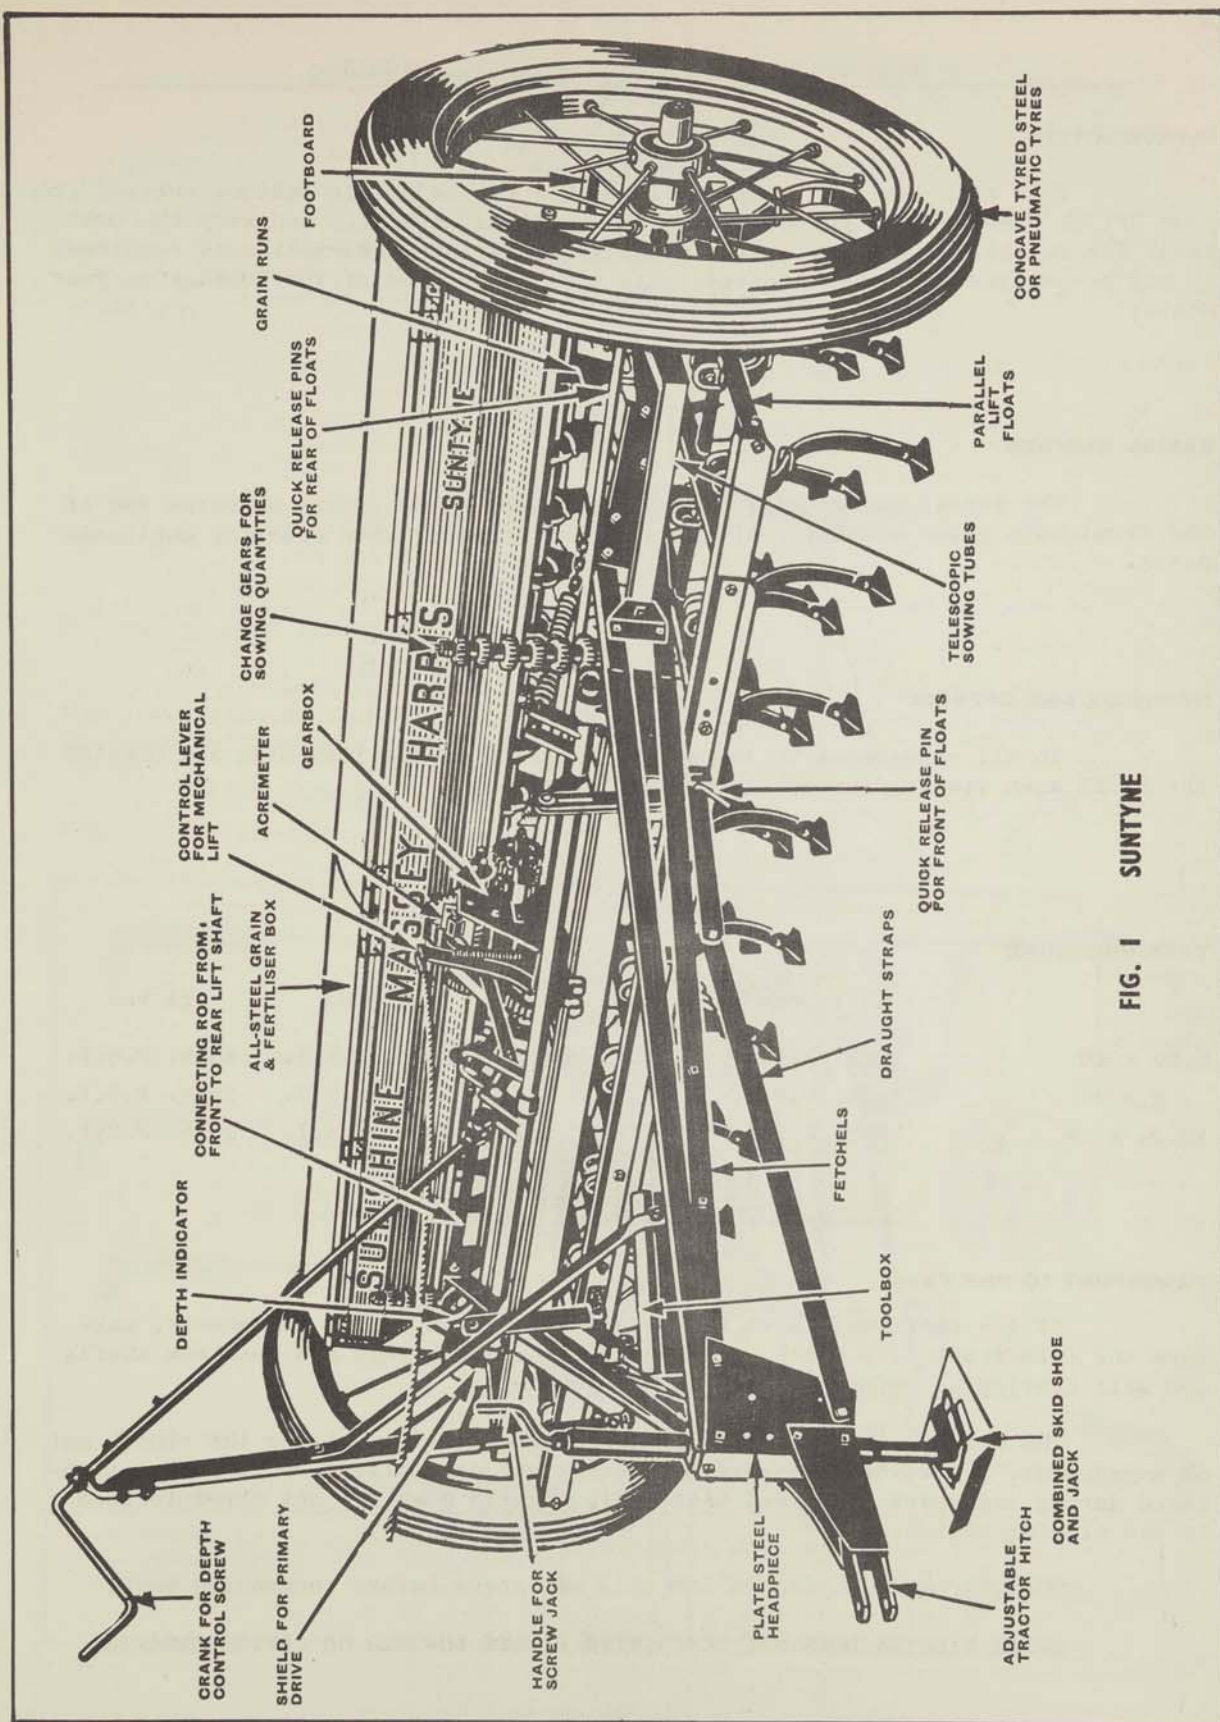 CRANK FOR DEPTH
CONTROL SCREW
SHIELD FOR PRIMARY
DRIVE
DEPTH INDICATOR
CONNECTING ROD FROM:
FRONT TO REAR LIFT SHAFT
ALL-STEEL GRAIN
& FERTILISER BOX
CONTROL LEVER
FOR MECHANICAL
LIFT
ACREMETER
GEARBOX
CHANGE GEARS FOR
SOWING QUANTITIES
QUICK RELEASE PINS
FOR REAR OF FLOATS
GRAIN RUNS
FOOTBOARD
SUNSHINE MASSEY HARRIS SUNTYNE
HANDLE FOR
SCREW JACK
PLATE STEEL
HEADPIECE
ADJUSTABLE
TRACTOR HITCH
COMBINED SKID SHOE
AND JACK
TOOLBOX
FETCHELS
DRAUGHT STRAPS
QUICK RELEASE PIN
FOR FRONT OF FLOATS
TELESCOPIC
SOWING TUBES
PARALLEL
LIFT
FLOATS
CONCAVE TYRED STEEL
OR PNEUMATIC TYRES
FIG. 1 SUNTYNE